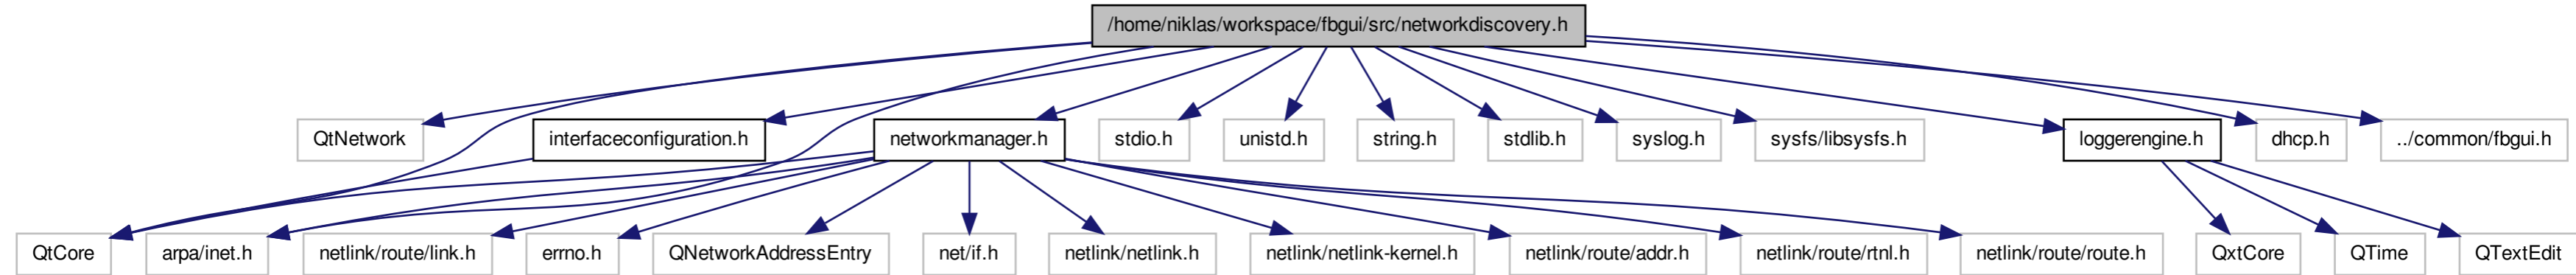 /home/niklas/workspace/fbgui/src/networkdiscovery.h
QtNetwork
interfaceconfiguration.h
networkmanager.h
stdio.h
unistd.h
string.h
stdlib.h
syslog.h
sysfs/libsysfs.h
loggerengine.h
dhcp.h
../common/fbgui.h
QtCore
arpa/inet.h
netlink/route/link.h
errno.h
QNetworkAddressEntry
net/if.h
netlink/netlink.h
netlink/netlink-kernel.h
netlink/route/addr.h
netlink/route/rtnl.h
netlink/route/route.h
QxtCore
QTime
QTextEdit